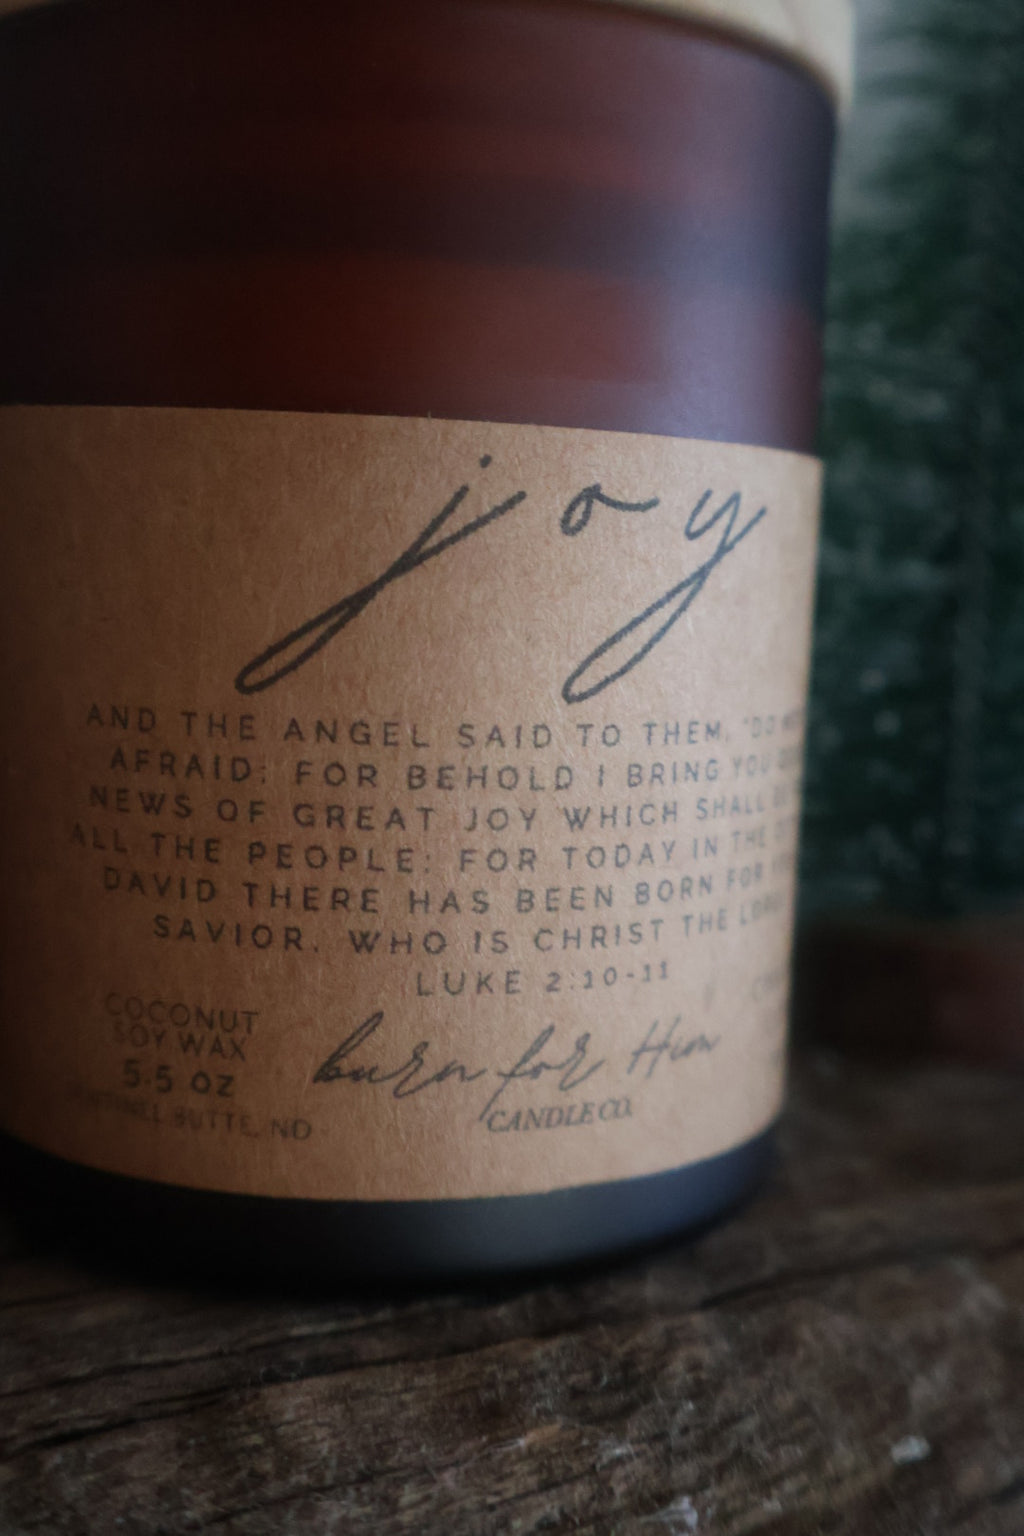 joy
AND THE ANGEL SAID TO THEM, "DO
AFRAID; FOR BEHOLD I BRING YOU
NEWS OF GREAT JOY WHICH SHALL
ALL THE PEOPLE; FOR TODAY IN THE
DAVID THERE HAS BEEN BORN FOR
SAVIOR, WHO IS CHRIST THE LORD
LUKE 2:10-11
COCONUT
SOY WAX
5.5 OZ
BUTTE, ND
burn for Him
CANDLE CO.